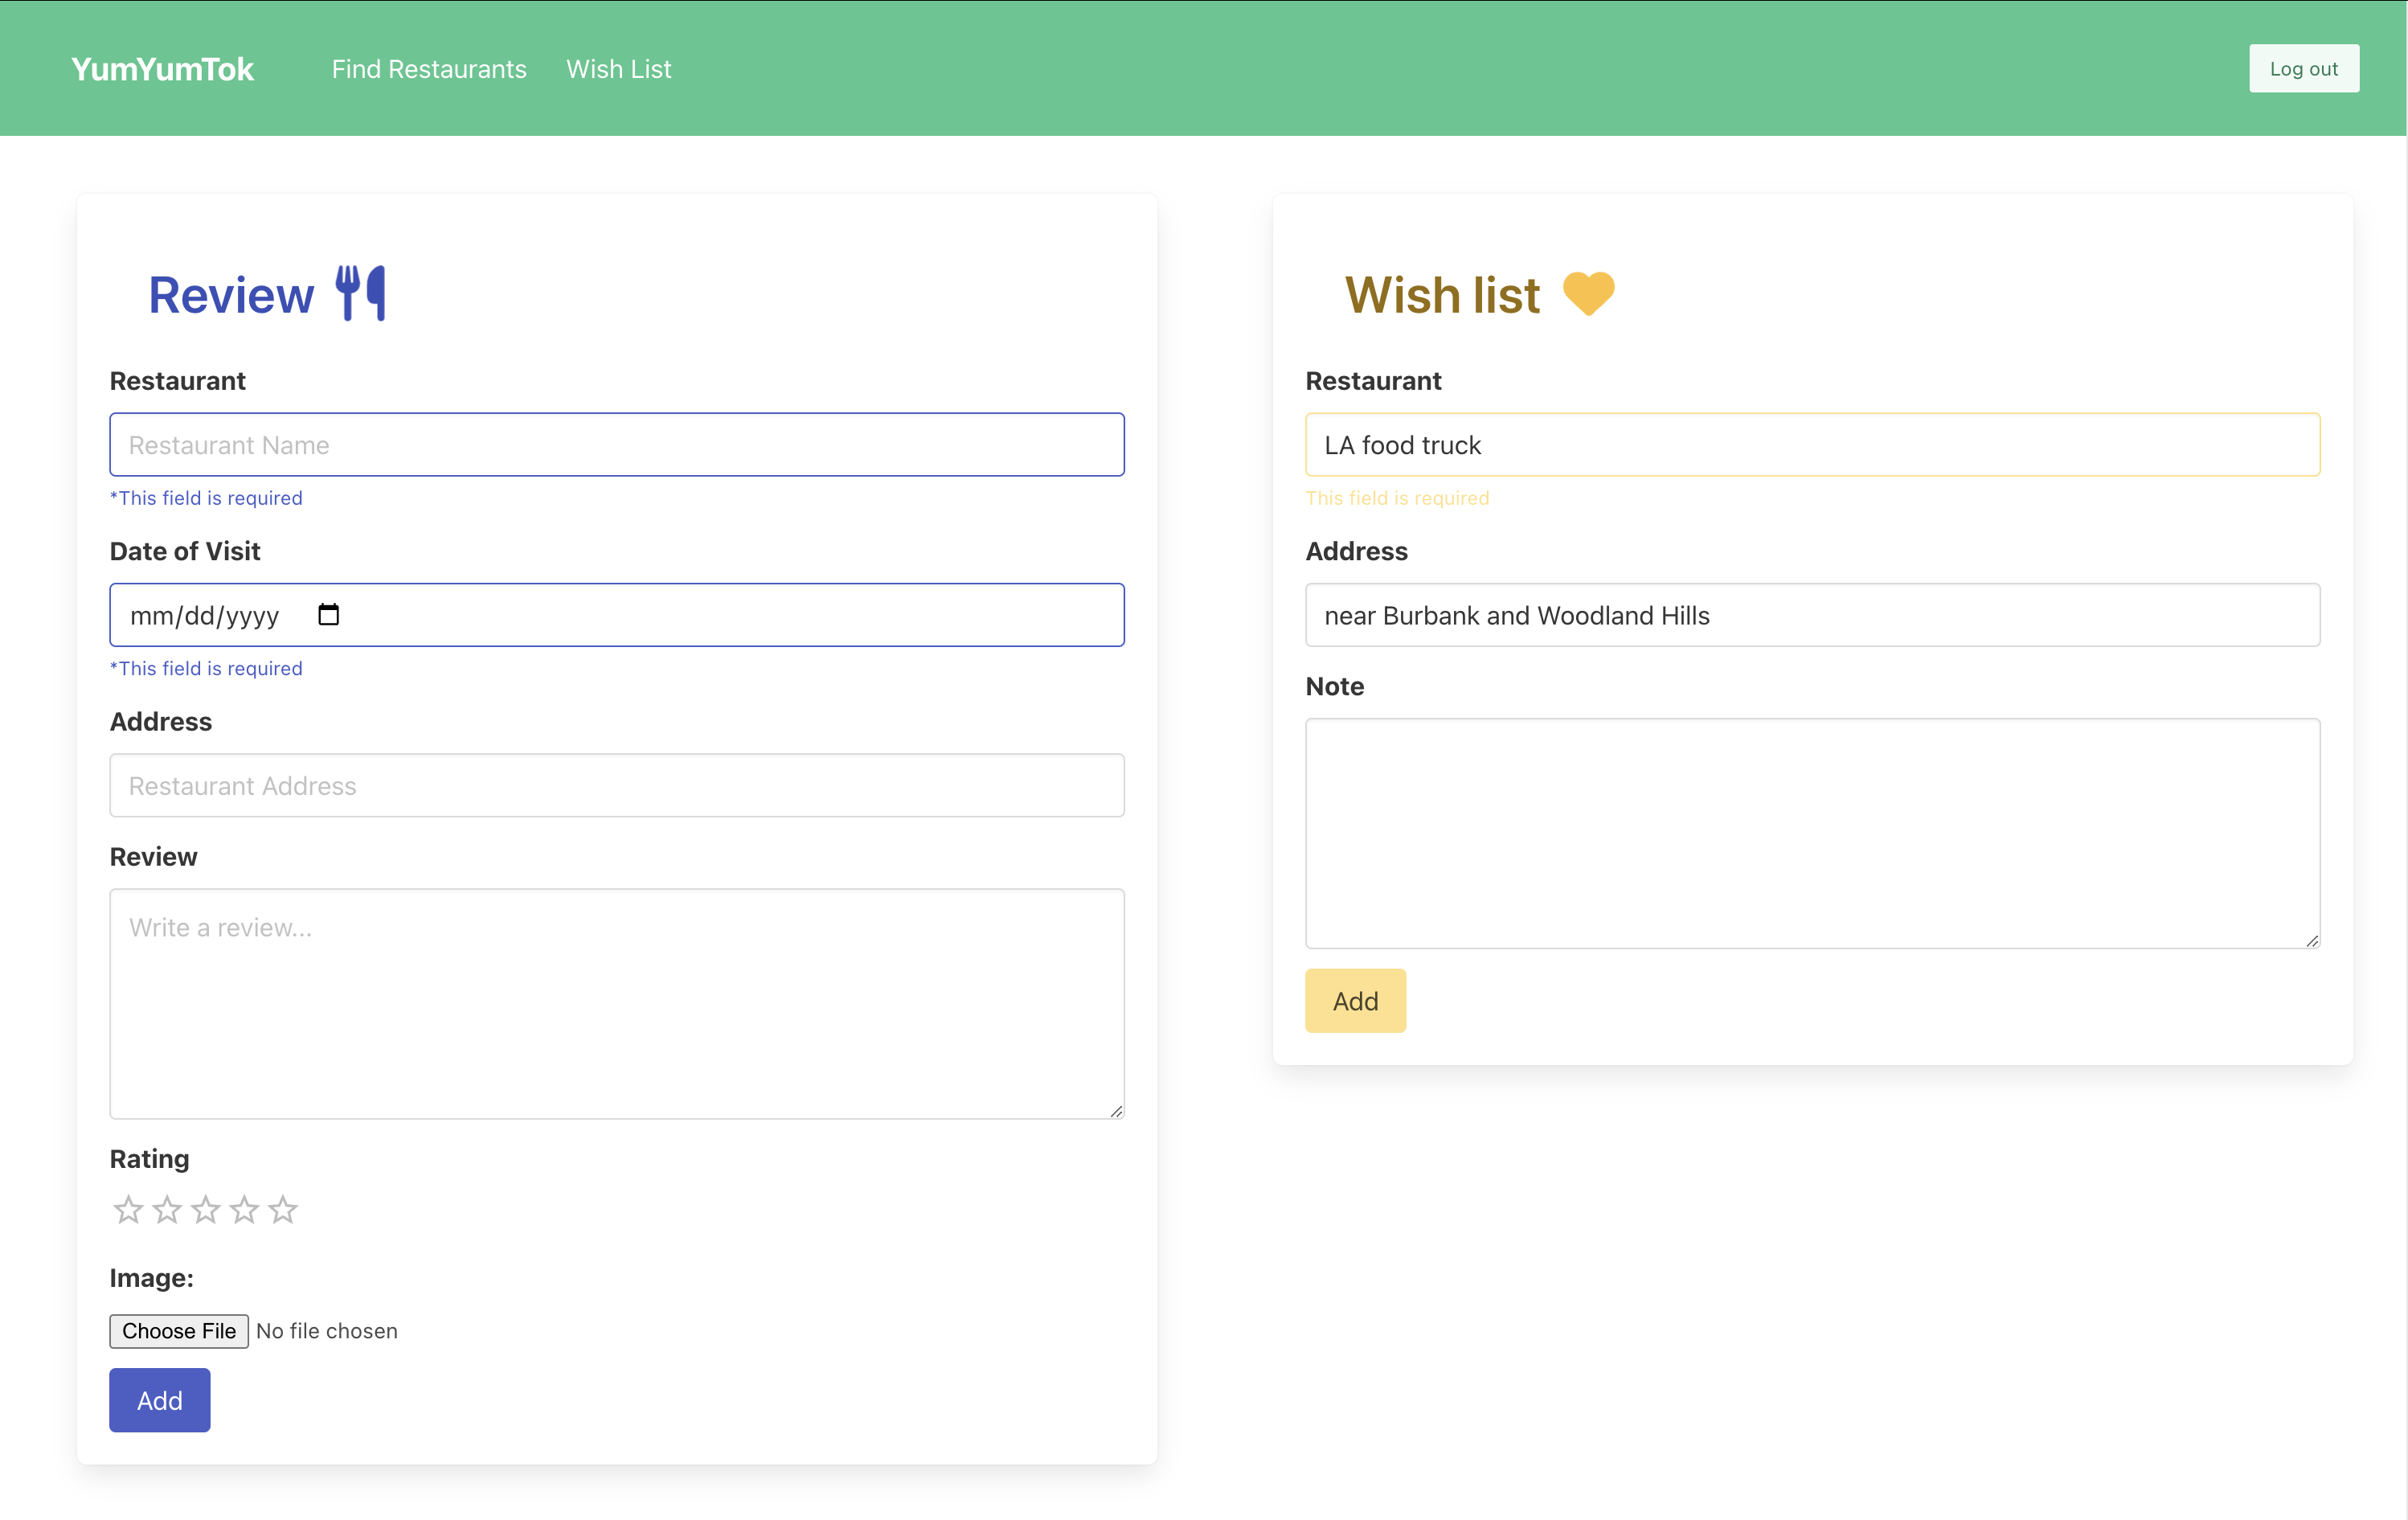 YumYumTok Find Restaurants Wish List Log out
Review
Restaurant
Restaurant Name
*This field is required
Date of Visit
mm/dd/yyyy
*This field is required
Address
Restaurant Address
Review
Write a review...
Rating
Image:
Choose File No file chosen
Add
Wish list
Restaurant
LA food truck
This field is required
Address
near Burbank and Woodland Hills
Note
Add